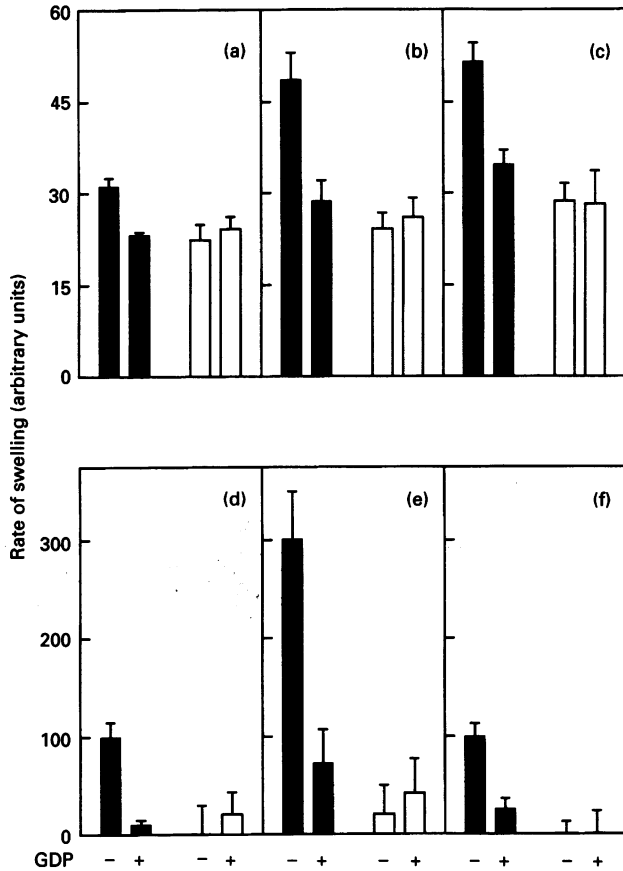 60
(a)
(b)
(c)
45
30
15
0
Rate of swelling (arbitrary units)
(d)
(e)
(f)
300
200
100
0
GDP − + − + − + − + − + − +